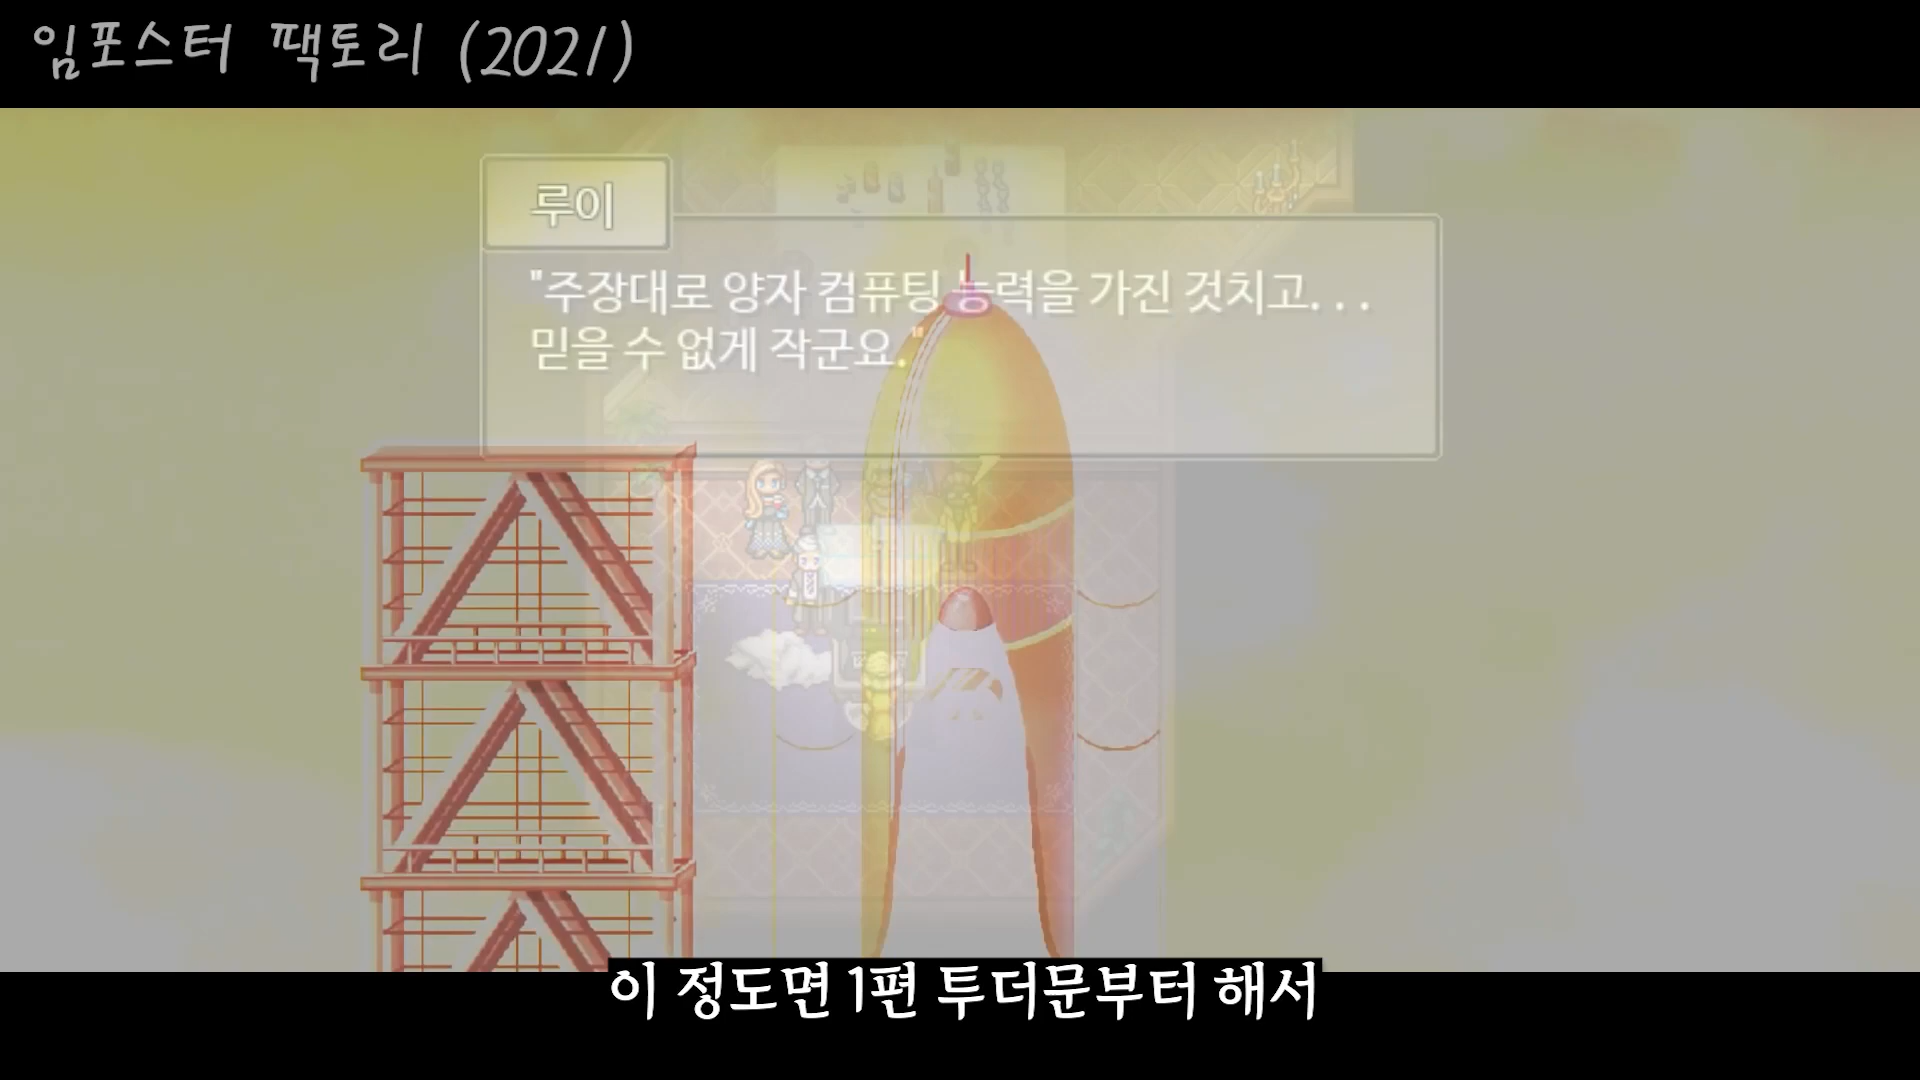 임포스터 팩토리 (2021)
루이
"주장대로 양자 컴퓨팅 능력을 가진 것치고...
믿을 수 없게 작군요."
이 정도면 1편 투더문부터 해서